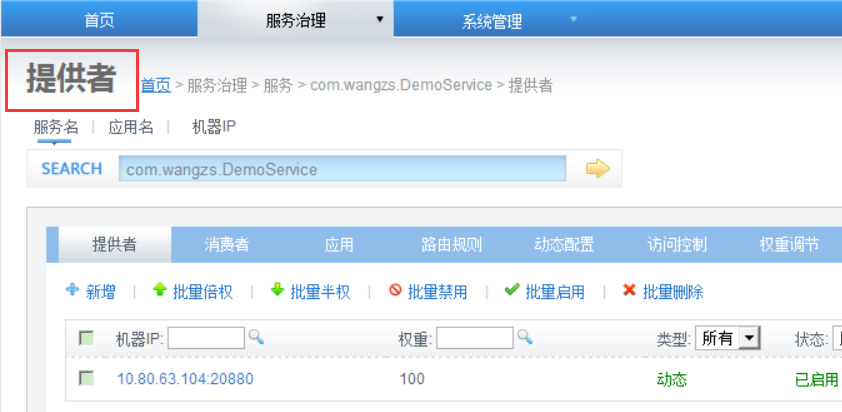 首页 服务治理 系统管理
提供者 首页 > 服务治理 > 服务 > com.wangzs.DemoService > 提供者
服务名 | 应用名 | 机器IP
SEARCH com.wangzs.DemoService
提供者 消费者 应用 路由规则 动态配置 访问控制 权重调节
新增 | 批量倍权 | 批量半权 | 批量禁用 | 批量启用 | 批量删除
机器IP: 权重: 类型: 所有 状态:
10.80.63.104:20880 100 动态 已启用